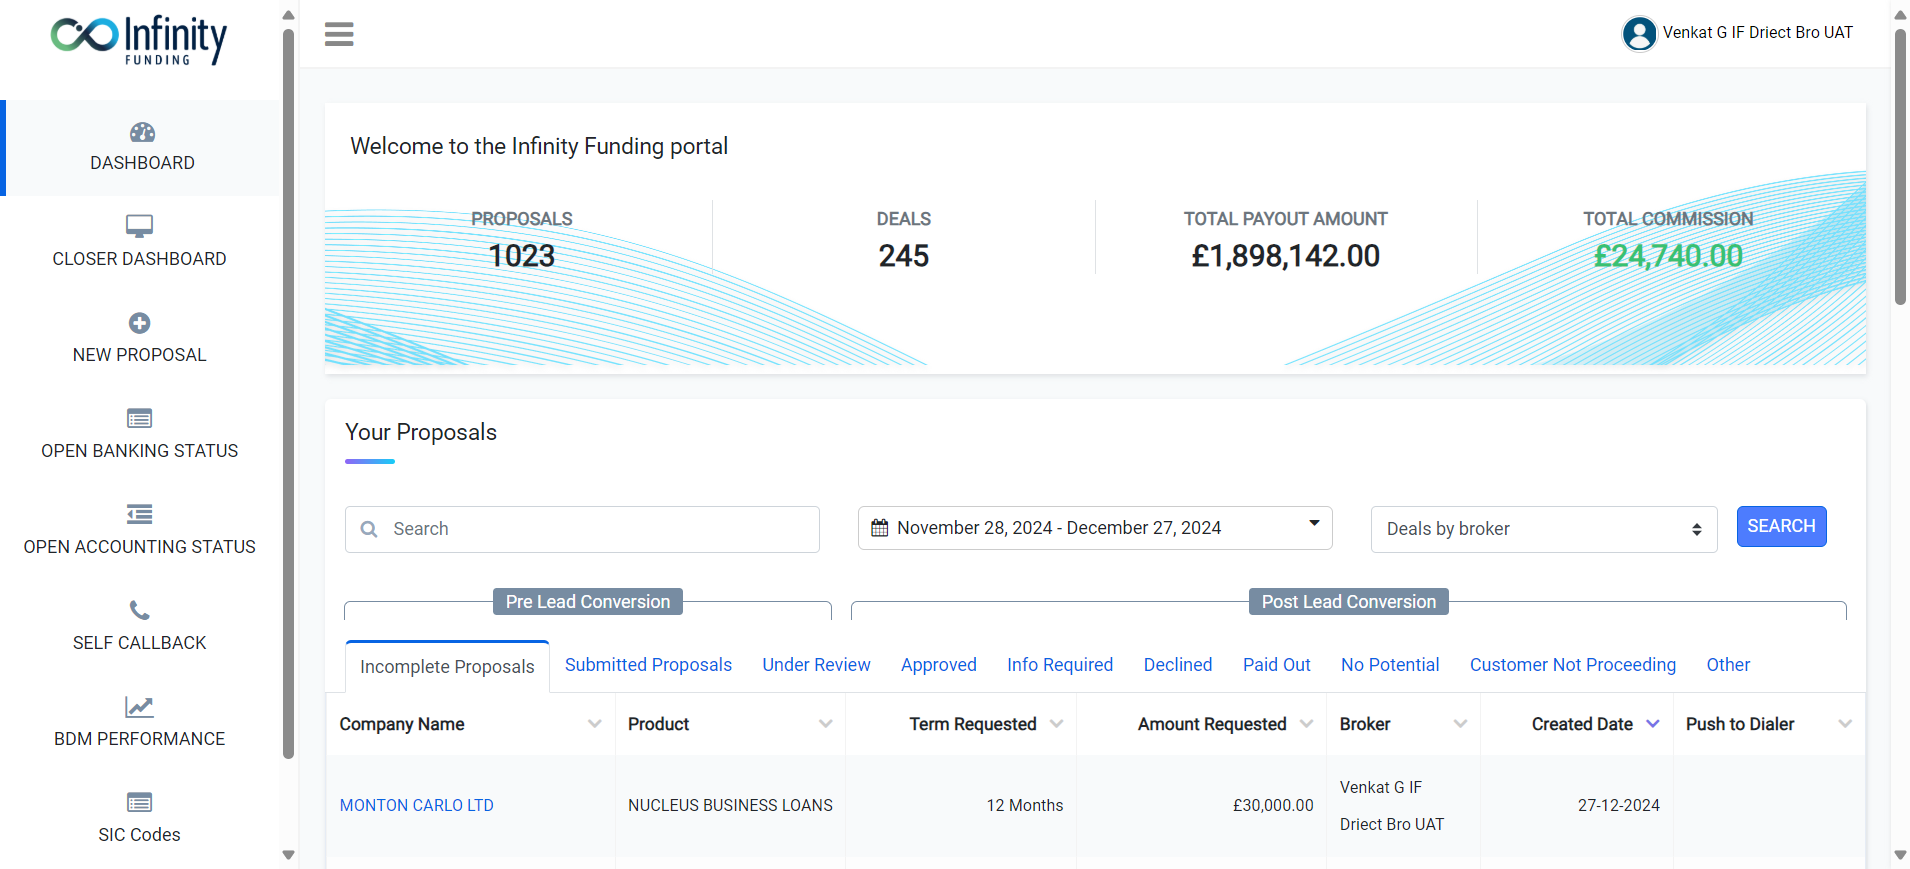 Infinity
FUNDING
Venkat G IF Driect Bro UAT
DASHBOARD
CLOSER DASHBOARD
NEW PROPOSAL
OPEN BANKING STATUS
OPEN ACCOUNTING STATUS
SELF CALLBACK
BDM PERFORMANCE
SIC Codes
Welcome to the Infinity Funding portal
PROPOSALS
1023
DEALS
245
TOTAL PAYOUT AMOUNT
£1,898,142.00
TOTAL COMMISSION
£24,740.00
Your Proposals
Search
November 28, 2024 - December 27, 2024
Deals by broker
SEARCH
Pre Lead Conversion
Post Lead Conversion
Incomplete Proposals
Submitted Proposals
Under Review
Approved
Info Required
Declined
Paid Out
No Potential
Customer Not Proceeding
Other
Company Name
Product
Term Requested
Amount Requested
Broker
Created Date
Push to Dialer
MONTON CARLO LTD
NUCLEUS BUSINESS LOANS
12 Months
£30,000.00
Venkat G IF
Driect Bro UAT
27-12-2024